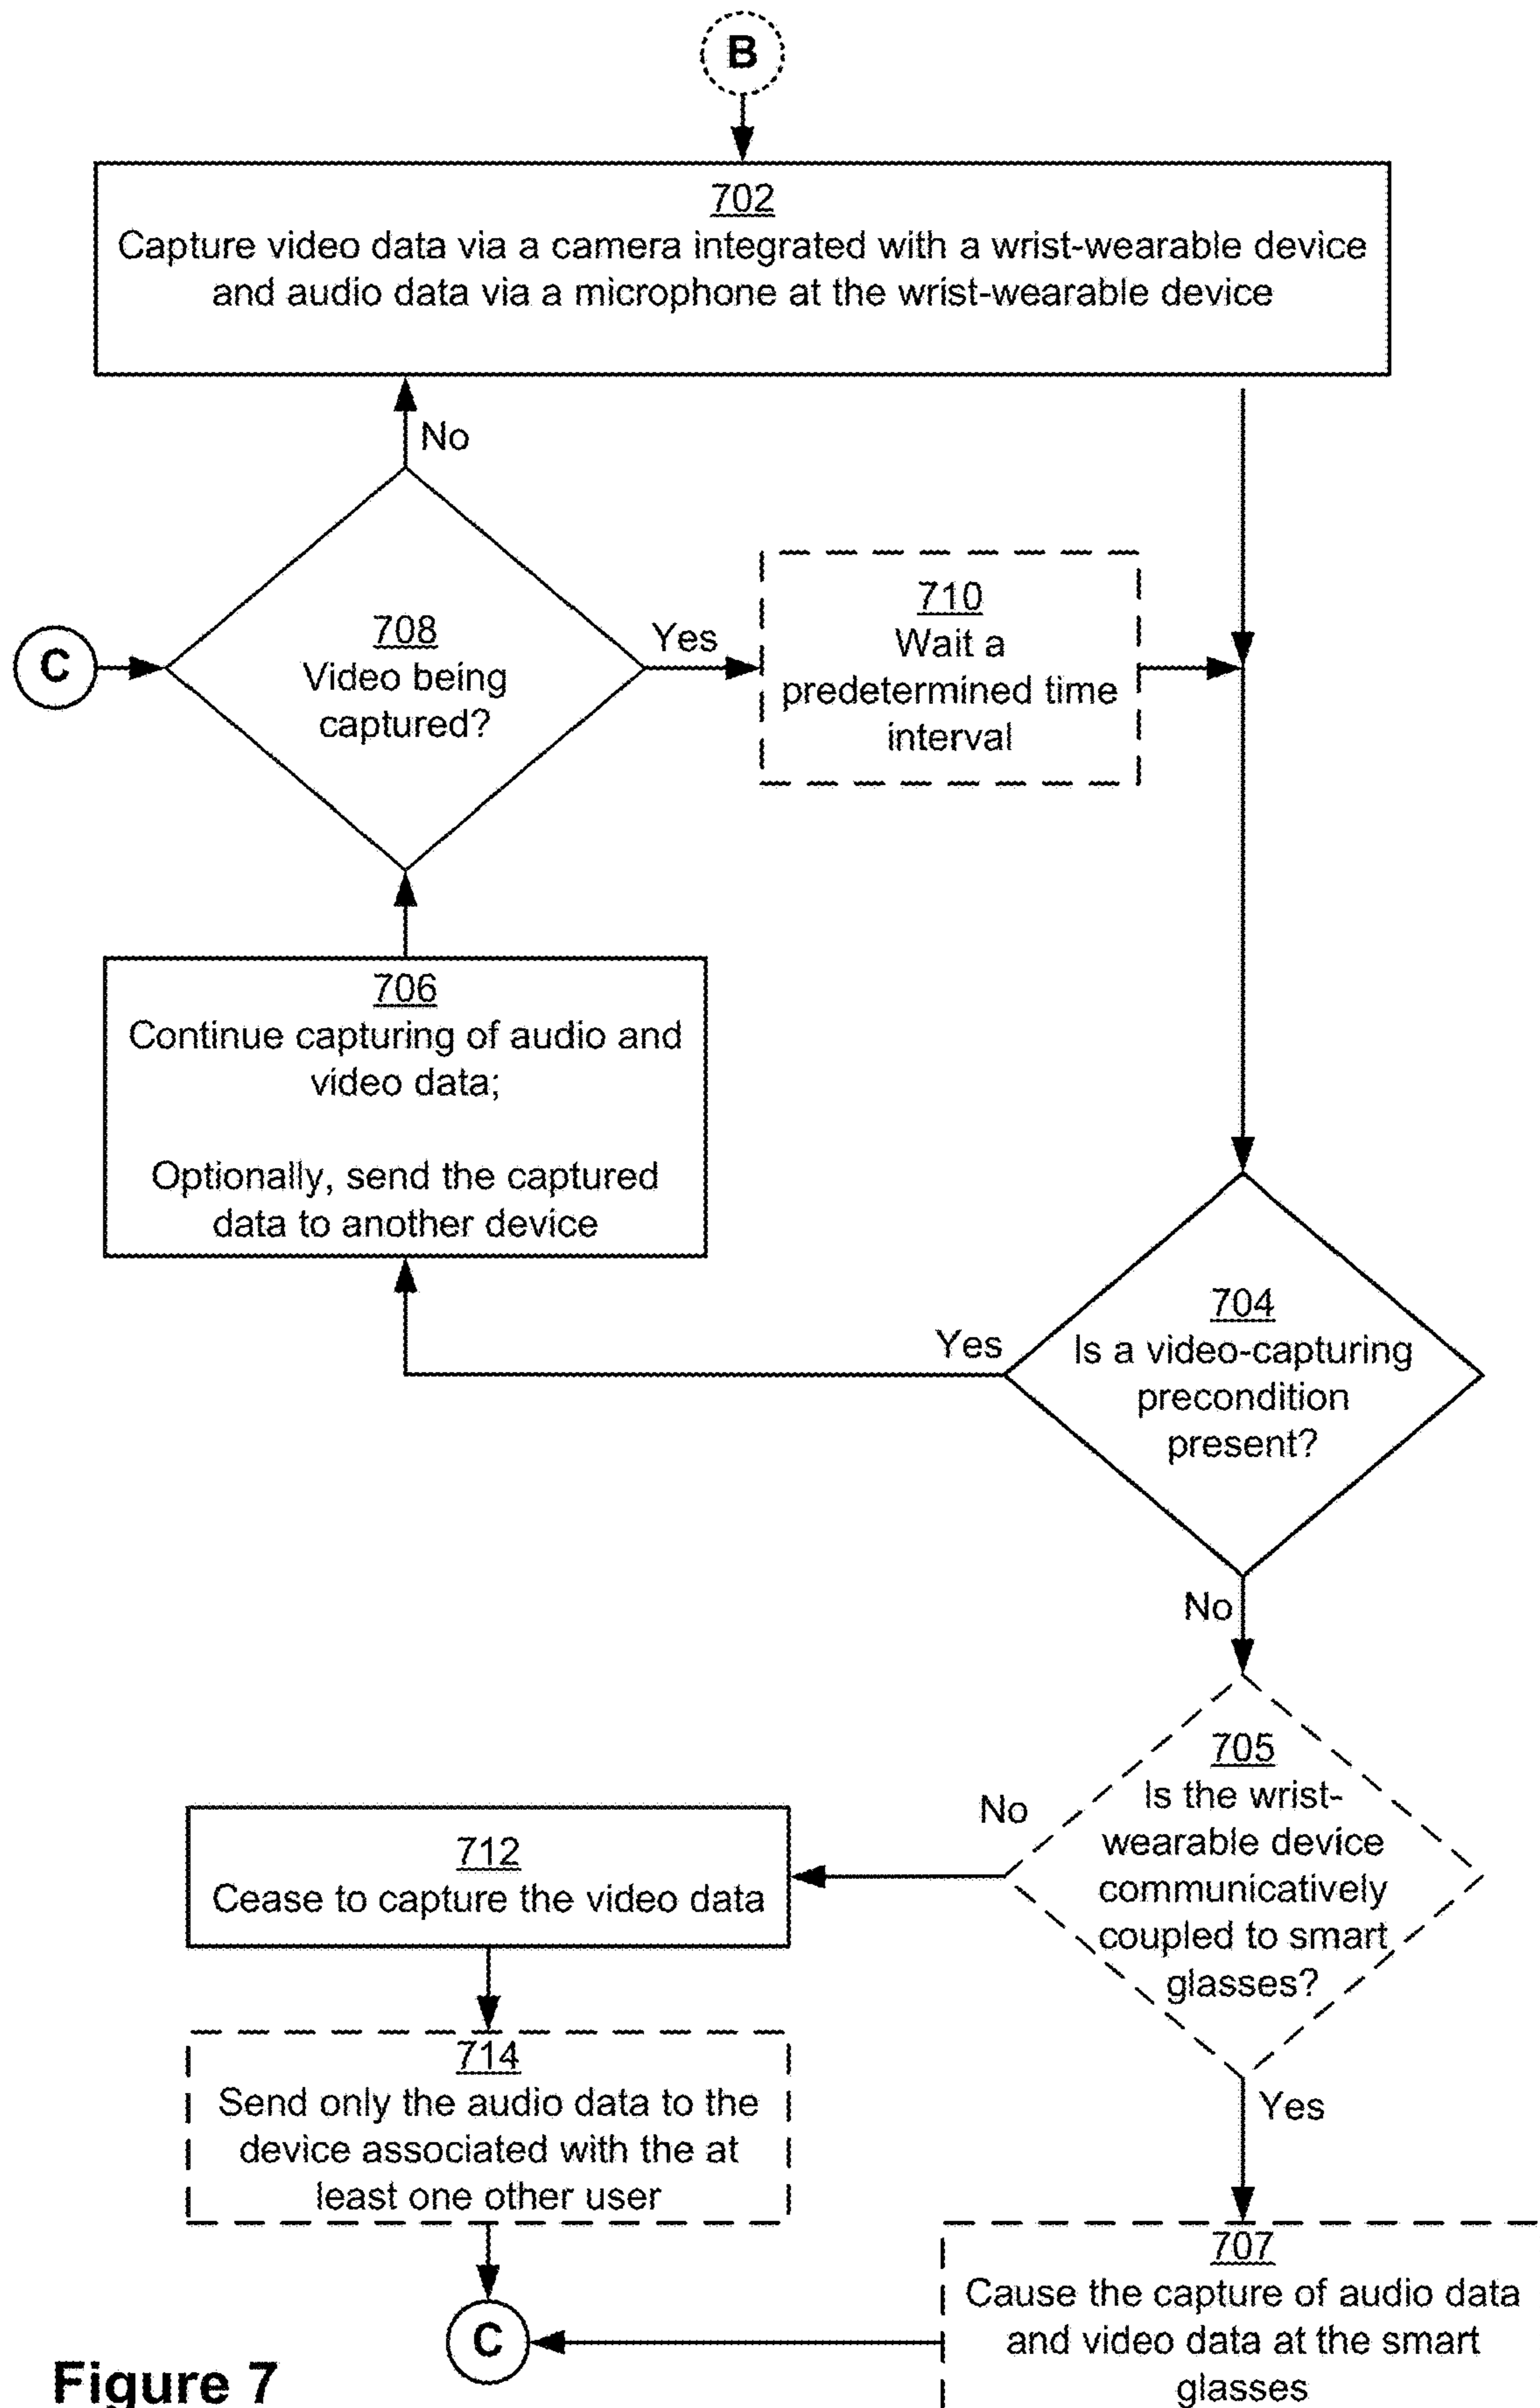 B
702
Capture video data via a camera integrated with a wrist-wearable device
and audio data via a microphone at the wrist-wearable device
No
C
708
Video being
captured?
Yes
710
Wait a
predetermined time
interval
706
Continue capturing of audio and
video data;
Optionally, send the captured
data to another device
Yes
704
Is a video-capturing
precondition
present?
No
705
Is the wrist-
wearable device
communicatively
coupled to smart
glasses?
No
712
Cease to capture the video data
714
Send only the audio data to the
device associated with the at
least one other user
Yes
707
Cause the capture of audio data
and video data at the smart
glasses
C
Figure 7